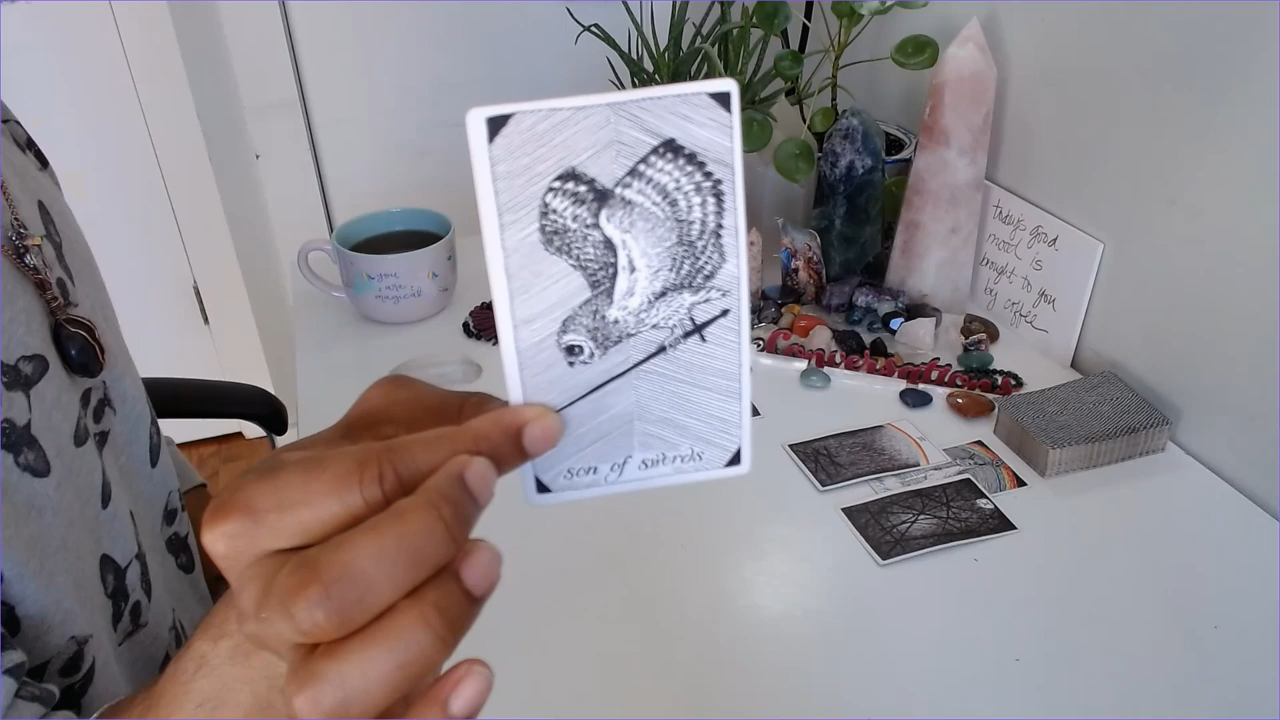 son of swords
you
are
magical
today's good
mood is
brought to you
by coffee
Conversations